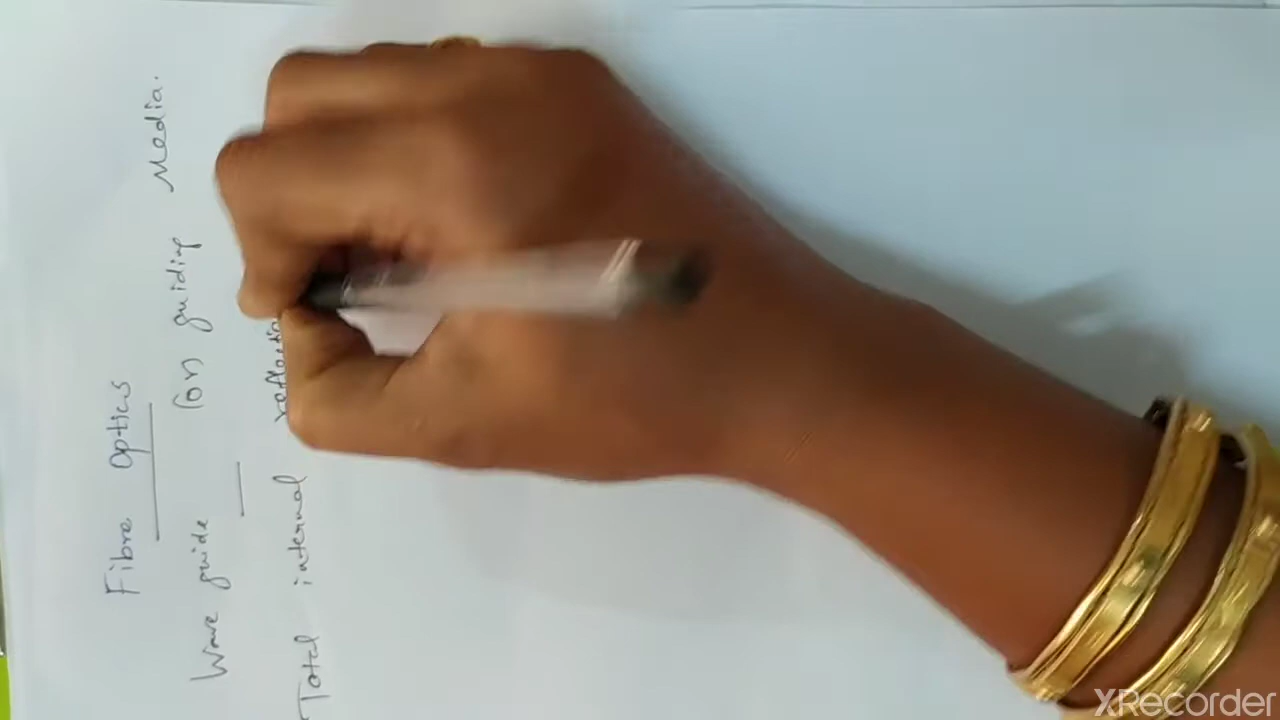 Fibre Optics
Wave guide (or) guiding Media.
Total internal reflectio
XRecorder